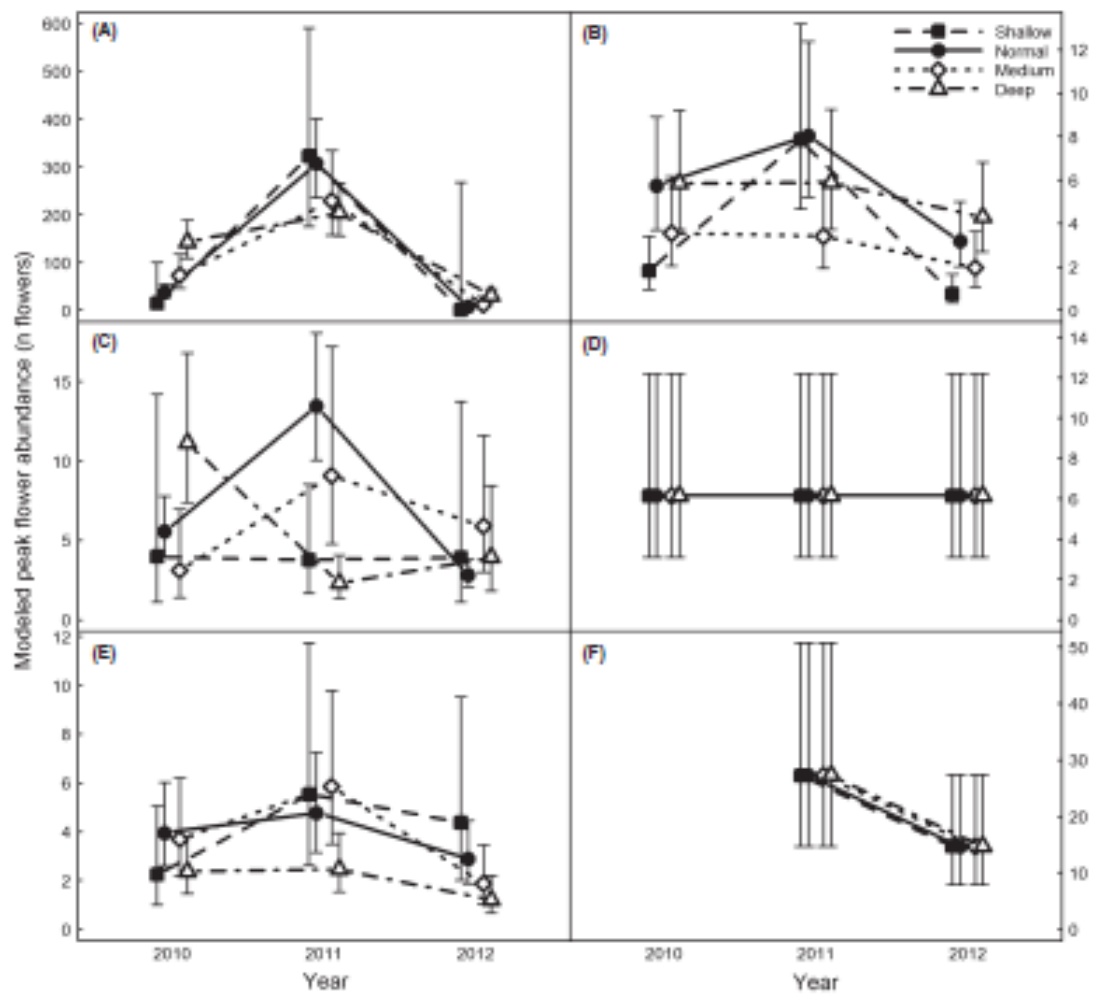 Modeled peak flower abundance (n flowers)
(A)
600
500
400
300
200
100
0
(B)
Shallow
Normal
Medium
Deep
12
10
8
6
4
2
0
(C)
15
10
5
0
(D)
14
12
10
8
6
4
2
0
(E)
12
10
8
6
4
2
0
(F)
50
40
30
20
10
0
2010 2011 2012
2010 2011 2012
Year
Year